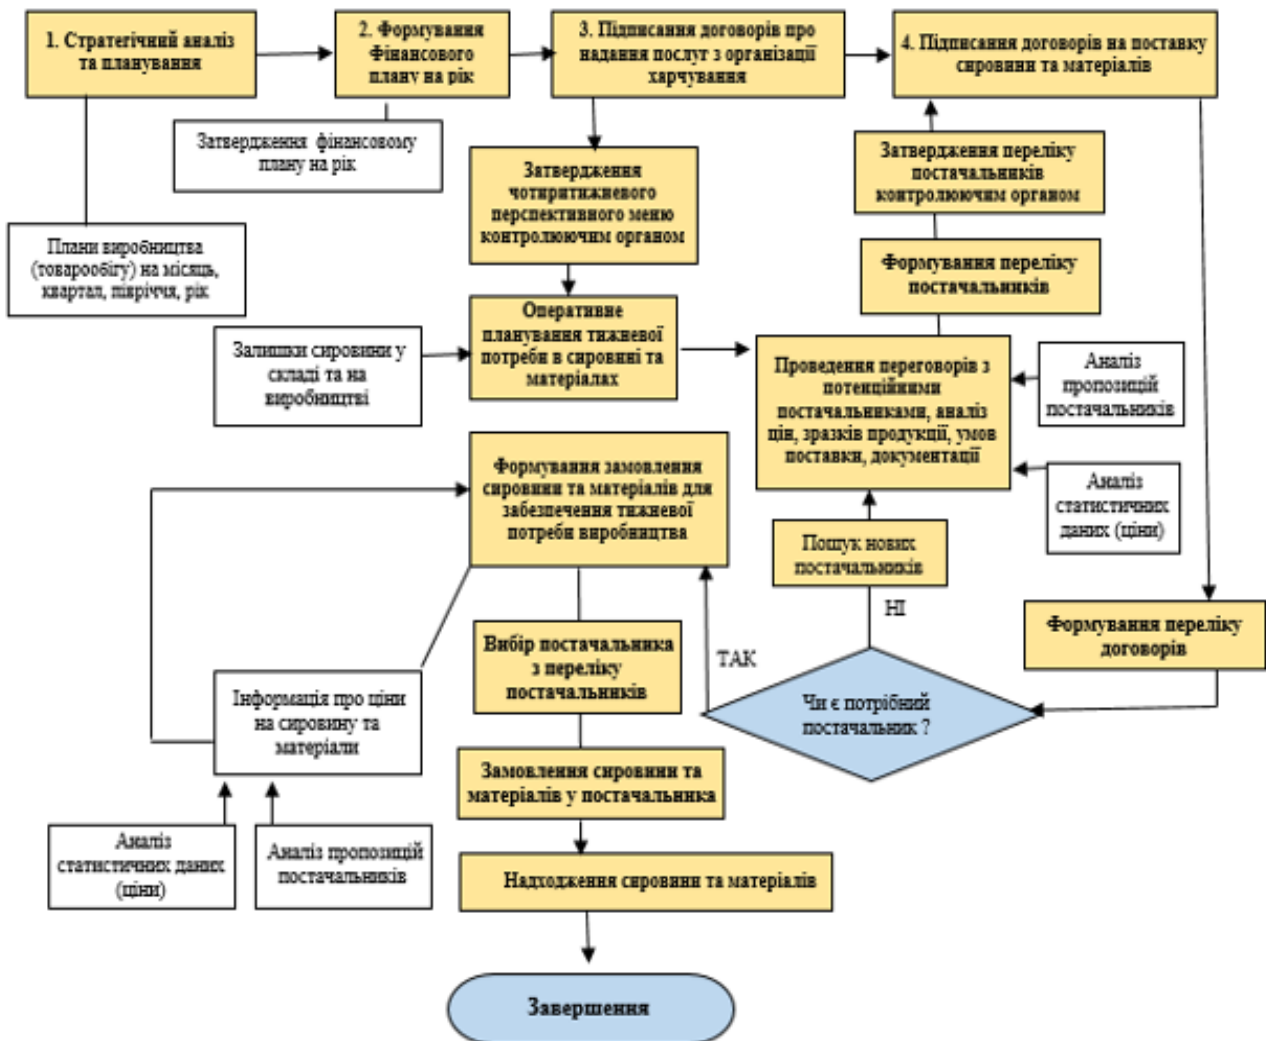 1. Стратегічний аналіз
та планування
2. Формування
Фінансового
плану на рік
3. Підписання договорів про
надання послуг з організації
харчування
4. Підписання договорів на поставку
сировини та матеріалів
Затвердження фінансовому
плану на рік
Плани виробництва
(товарообігу) на місяць,
квартал, півріччя, рік
Затвердження
чотиритижневого
перспективного меню
контролюючим органом
Затвердження переліку
постачальників
контролюючим органом
Формування переліку
постачальників
Оперативне
планування тижневої
потреби в сировині та
матеріалах
Залишки сировини у
складі та на
виробництві
Проведення переговорів з
потенційними
постачальниками, аналіз
цін, зразків продукції, умов
поставки, документації
Аналіз
пропозицій
постачальників
Аналіз
статистичних
даних (ціни)
Формування замовлення
сировини та матеріалів для
забезпечення тижневої
потреби виробництва
Пошук нових
постачальників
НІ
Формування переліку
договорів
Вибір постачальника
з переліку
постачальників
ТАК
Чи є потрібний
постачальник ?
Інформація про ціни
на сировину та
матеріали
Замовлення сировини та
матеріалів у постачальника
Аналіз
статистичних даних
(ціни)
Аналіз пропозицій
постачальників
Надходження сировини та матеріалів
Завершення